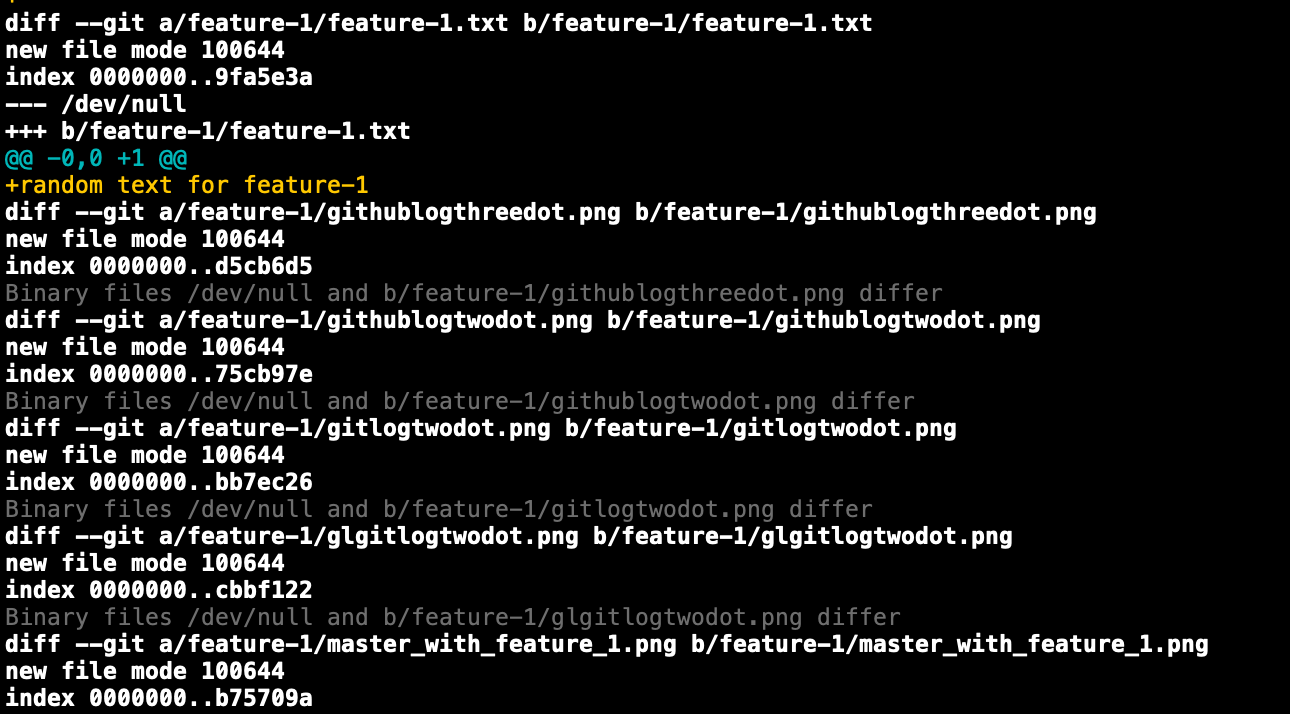 diff --git a/feature-1/feature-1.txt b/feature-1/feature-1.txt
new file mode 100644
index 0000000..9fa5e3a
--- /dev/null
+++ b/feature-1/feature-1.txt
@@ -0,0 +1 @@
+random text for feature-1
diff --git a/feature-1/githublogthreedot.png b/feature-1/githublogthreedot.png
new file mode 100644
index 0000000..d5cb6d5
Binary files /dev/null and b/feature-1/githublogthreedot.png differ
diff --git a/feature-1/githublogtwodot.png b/feature-1/githublogtwodot.png
new file mode 100644
index 0000000..75cb97e
Binary files /dev/null and b/feature-1/githublogtwodot.png differ
diff --git a/feature-1/gitlogtwodot.png b/feature-1/gitlogtwodot.png
new file mode 100644
index 0000000..bb7ec26
Binary files /dev/null and b/feature-1/gitlogtwodot.png differ
diff --git a/feature-1/glgitlogtwodot.png b/feature-1/glgitlogtwodot.png
new file mode 100644
index 0000000..cbbf122
Binary files /dev/null and b/feature-1/glgitlogtwodot.png differ
diff --git a/feature-1/master_with_feature_1.png b/feature-1/master_with_feature_1.png
new file mode 100644
index 0000000..b75709a